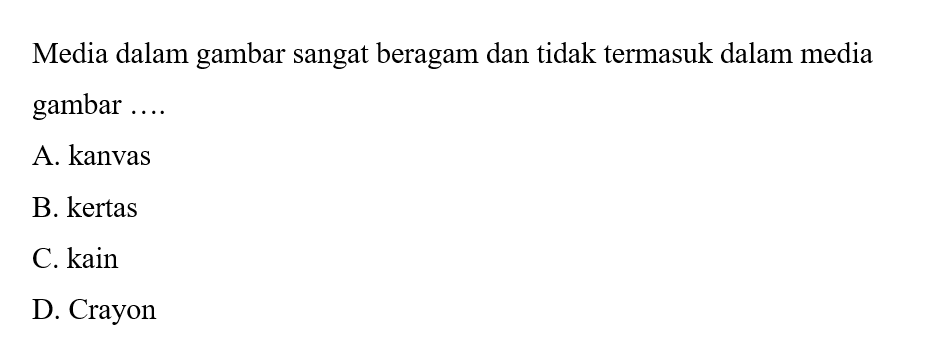 Media dalam gambar sangat beragam dan tidak termasuk dalam media
gambar ….
A. kanvas
B. kertas
C. kain
D. Crayon